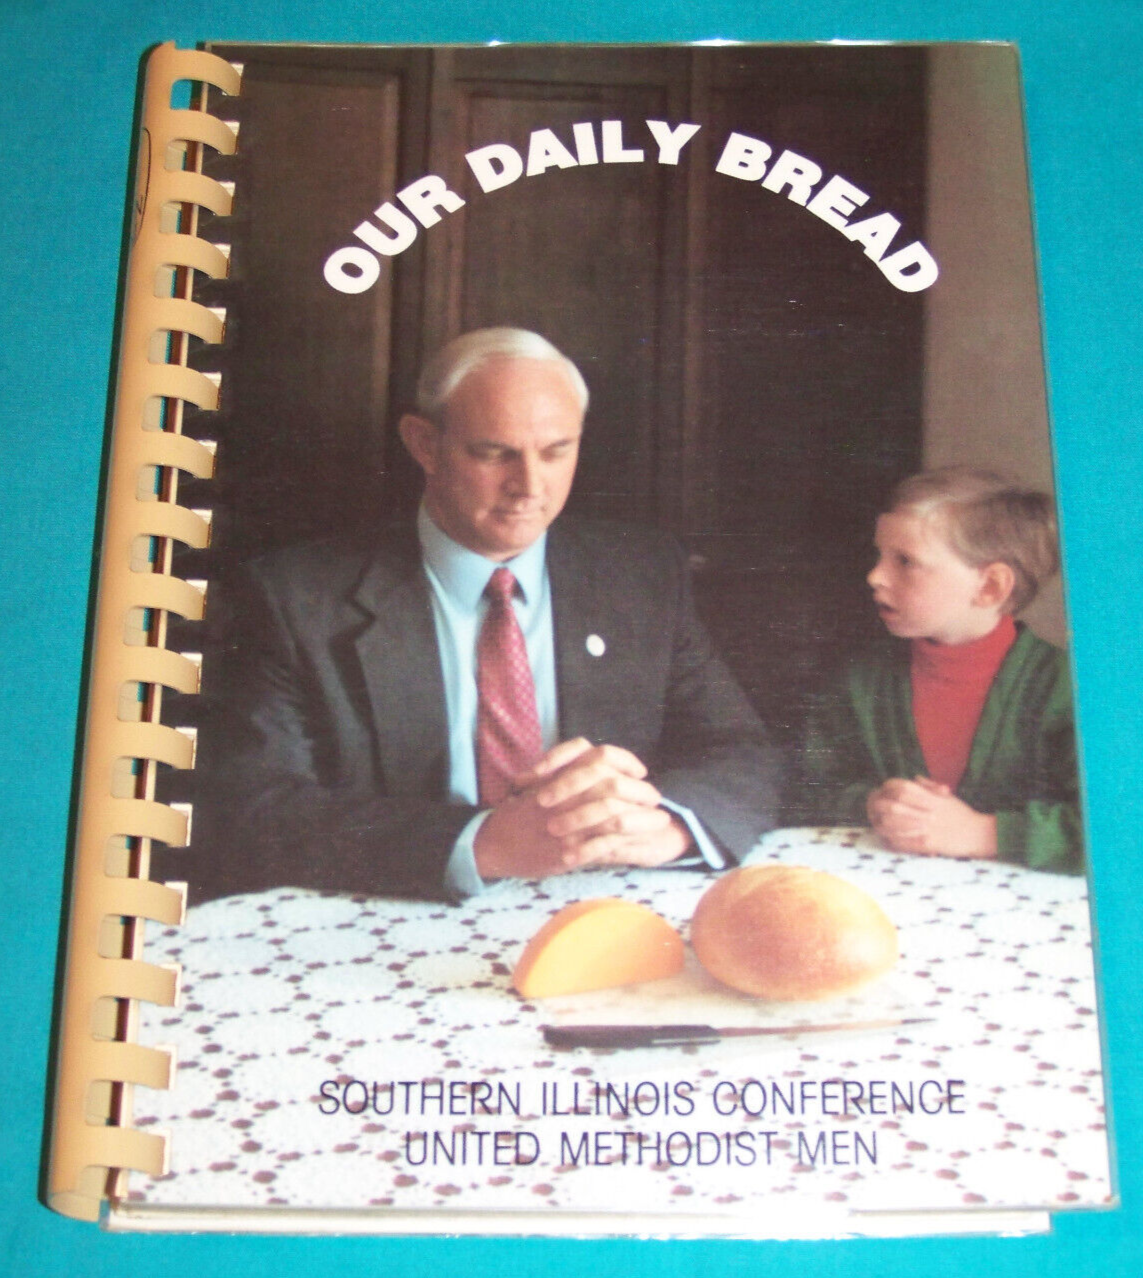 OUR DAILY BREAD
SOUTHERN ILLINOIS CONFERENCE
UNITED METHODIST MEN